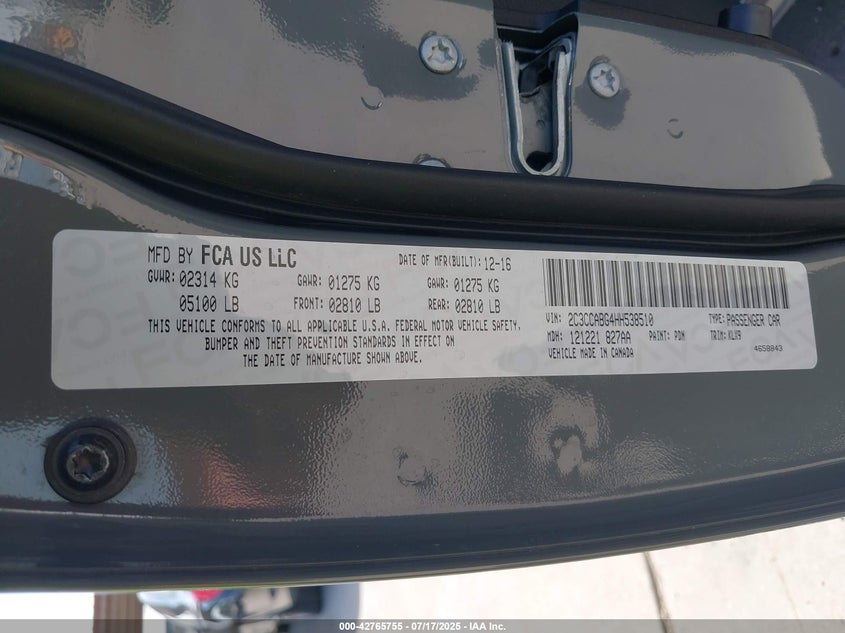 MFD BY FCA US LLC DATE OF MFR(BUILT): 12-16
GVWR: 02314 KG GAWR: 01275 KG GAWR: 01275 KG
05100 LB FRONT: 02810 LB REAR: 02810 LB
THIS VEHICLE CONFORMS TO ALL APPLICABLE U.S.A. FEDERAL MOTOR VEHICLE SAFETY,
BUMPER AND THEFT PREVENTION STANDARDS IN EFFECT ON
THE DATE OF MANUFACTURE SHOWN ABOVE.
VIN: 2C3CCABG4HH538510 TYPE: PASSENGER CAR
MDH: 121221 827AA PAINT: PDN TRIM: KLX9
VEHICLE MADE IN CANADA 4658843
000-42765755 - 07/17/2025 - IAA Inc.